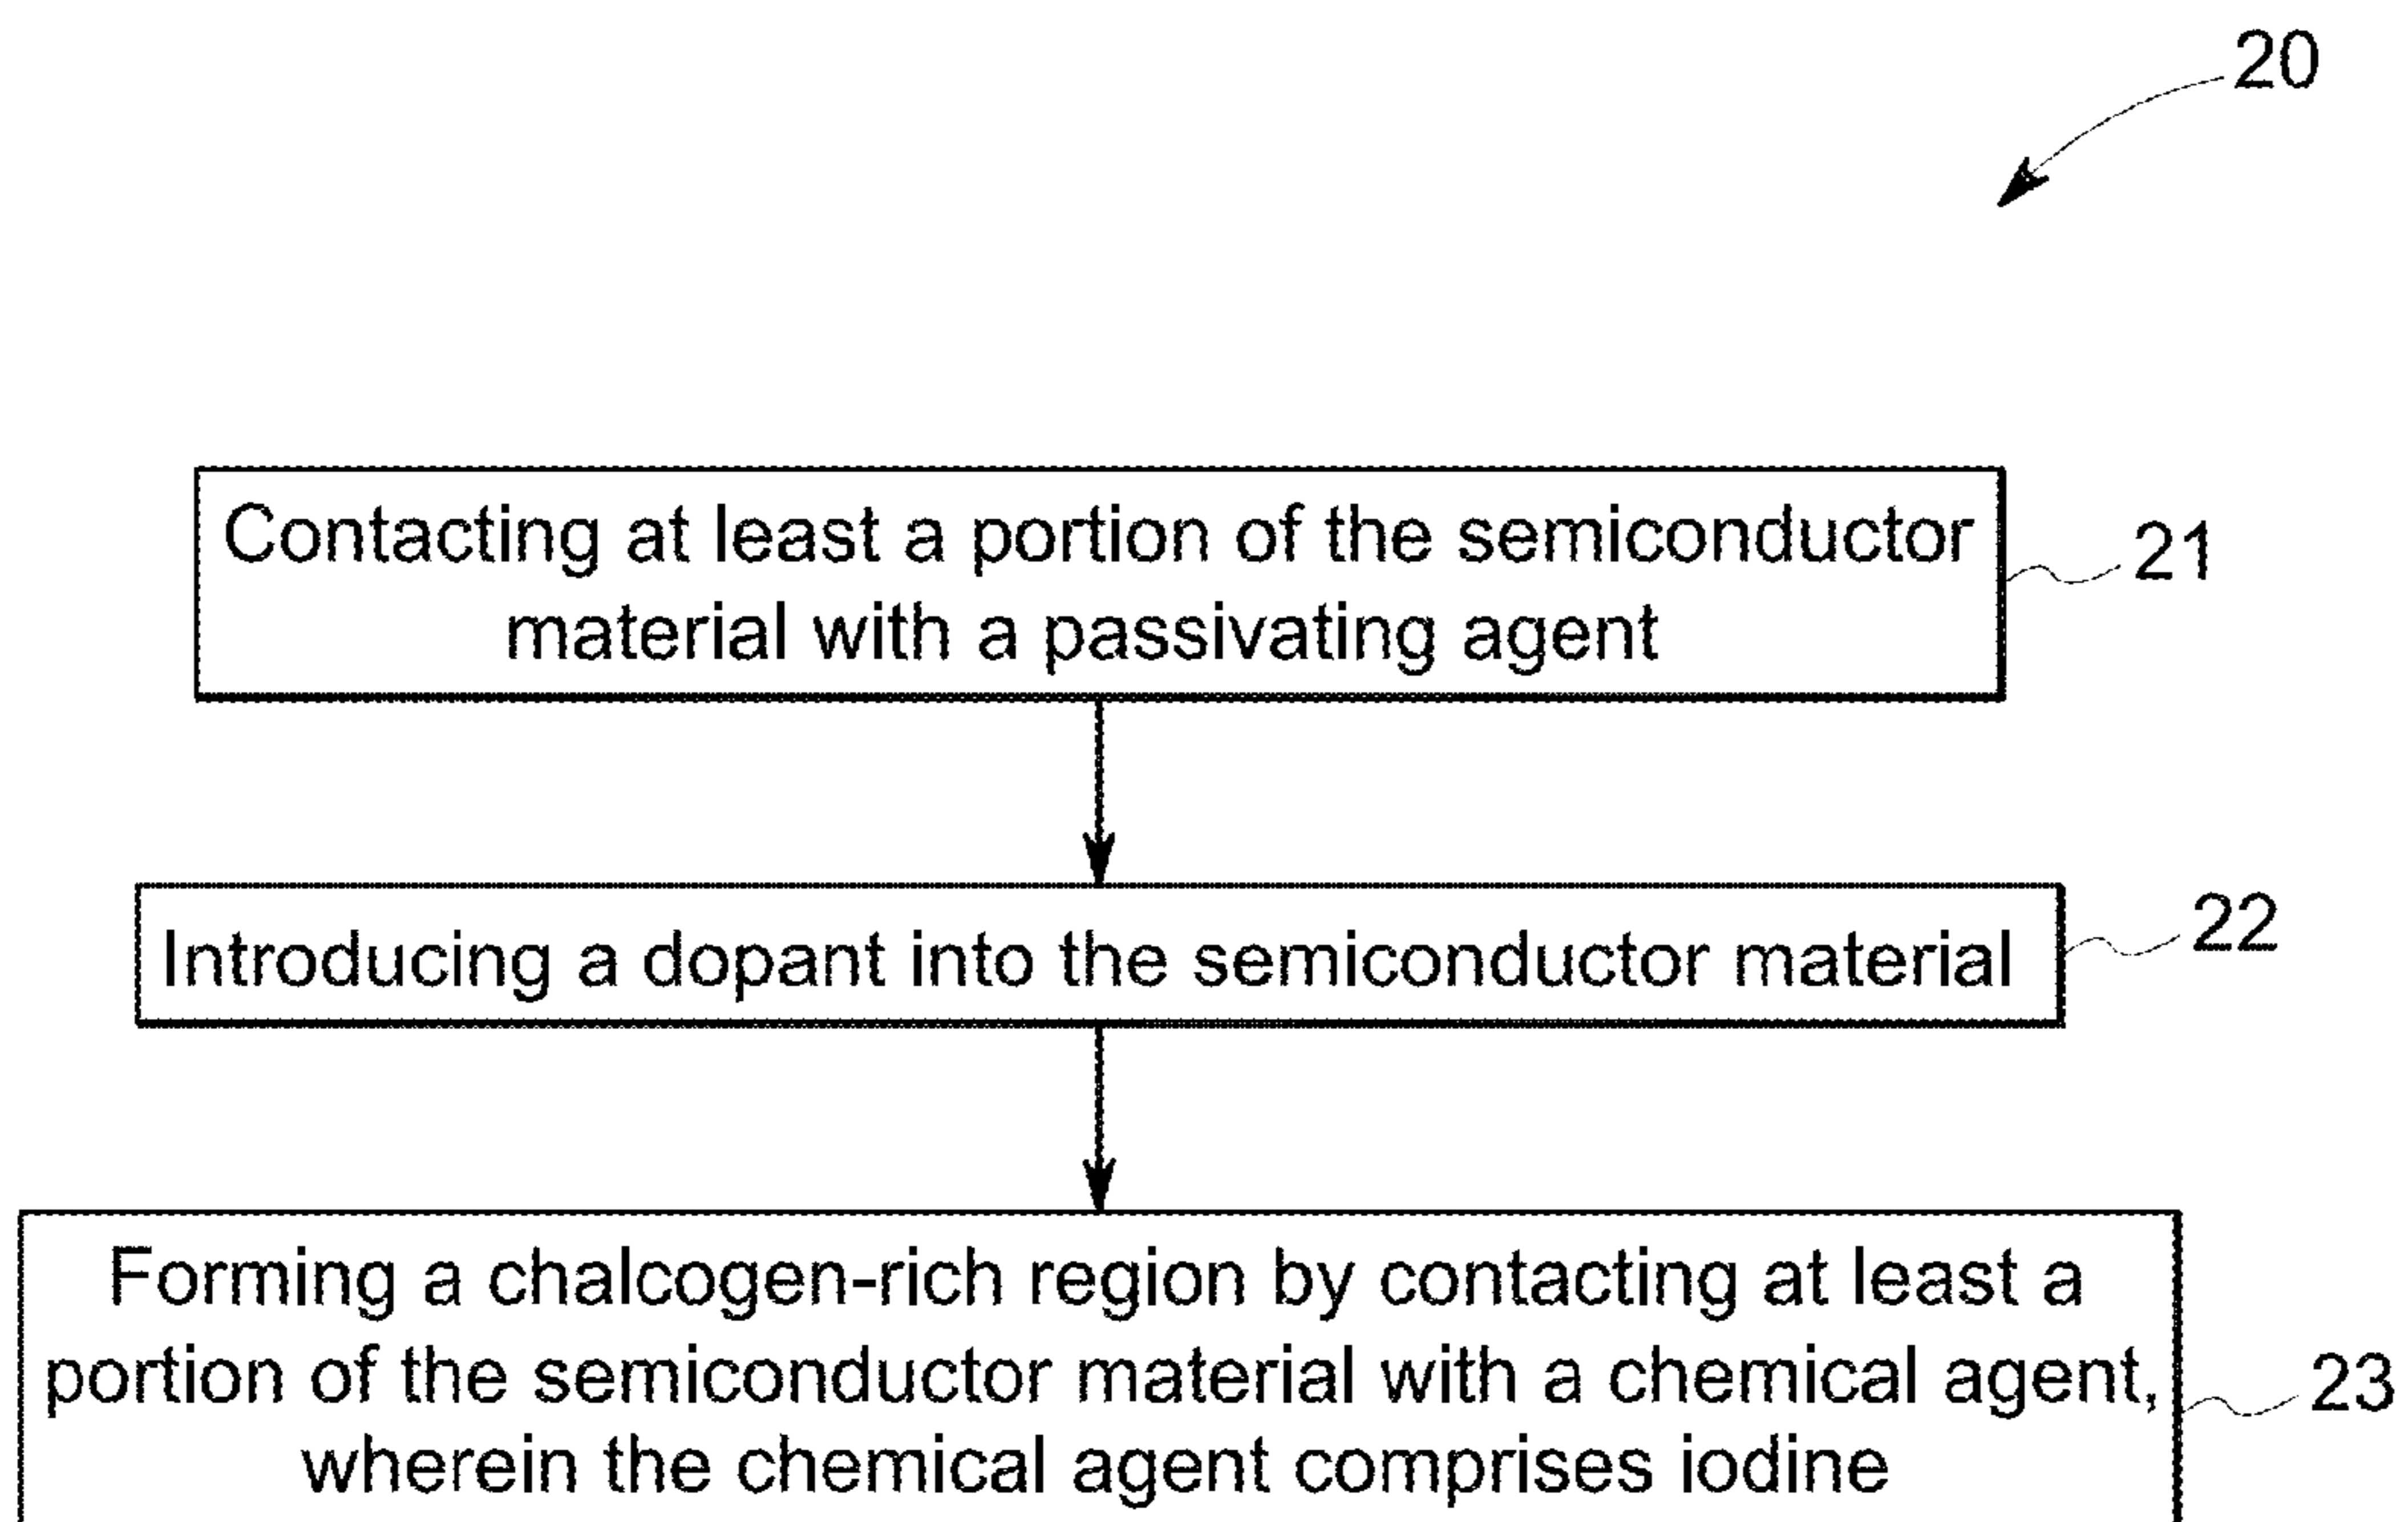 20
Contacting at least a portion of the semiconductor
material with a passivating agent
21
Introducing a dopant into the semiconductor material
22
Forming a chalcogen-rich region by contacting at least a
portion of the semiconductor material with a chemical agent,
wherein the chemical agent comprises iodine
23